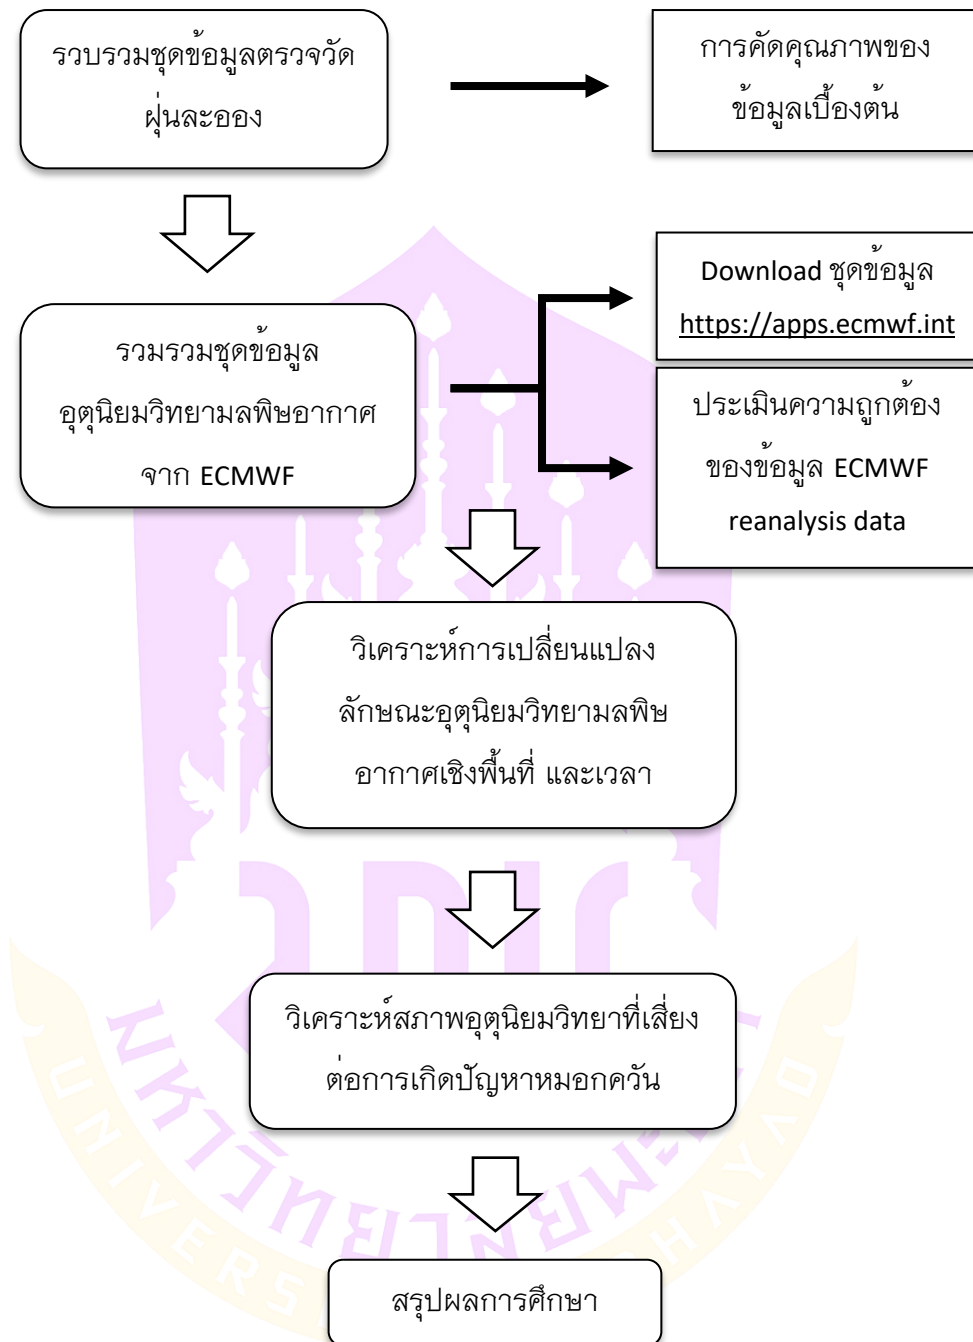 รวบรวมชุดข้อมูลตรวจวัด
ฝุ่นละออง
การคัดคุณภาพของ
ข้อมูลเบื้องต้น
รวมรวมชุดข้อมูล
อุตุนิยมวิทยามลพิษอากาศ
จาก ECMWF
Download ชุดข้อมูล
https://apps.ecmwf.int
ประเมินความถูกต้อง
ของข้อมูล ECMWF
reanalysis data
วิเคราะห์การเปลี่ยนแปลง
ลักษณะอุตุนิยมวิทยามลพิษ
อากาศเชิงพื้นที่ และเวลา
วิเคราะห์สภาพอุตุนิยมวิทยาที่เสี่ยง
ต่อการเกิดปัญหาหมอกควัน
สรุปผลการศึกษา